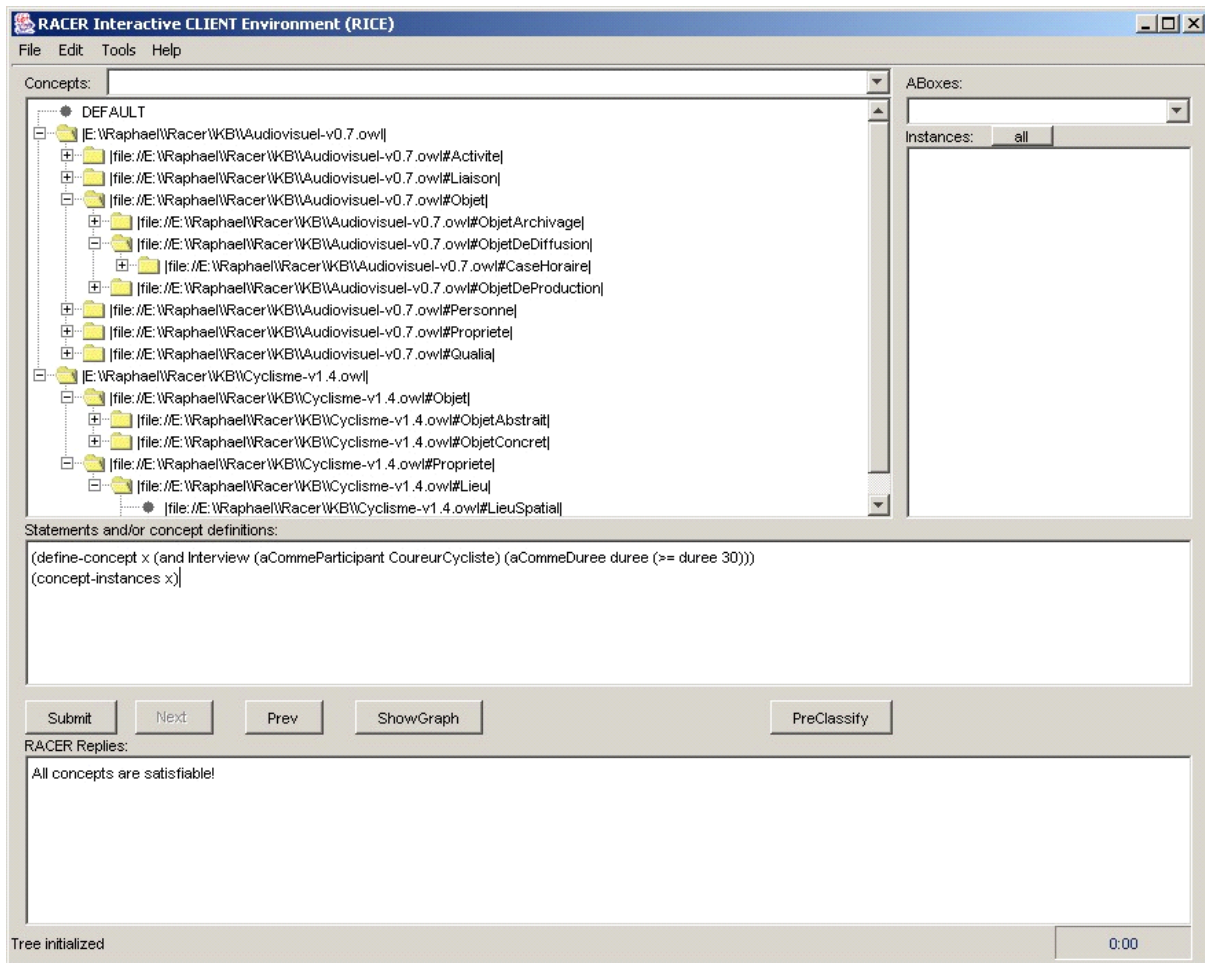 RACER Interactive CLIENT Environment (RICE)
File Edit Tools Help
Concepts:
ABoxes:
DEFAULT
|E:\\Raphael\\Racer\\KB\\Audiovisuel-v0.7.owl|
Instances: all
|file://E:\\Raphael\\Racer\\KB\\Audiovisuel-v0.7.owl#Activite|
|file://E:\\Raphael\\Racer\\KB\\Audiovisuel-v0.7.owl#Liaison|
|file://E:\\Raphael\\Racer\\KB\\Audiovisuel-v0.7.owl#Objet|
|file://E:\\Raphael\\Racer\\KB\\Audiovisuel-v0.7.owl#ObjetArchivage|
|file://E:\\Raphael\\Racer\\KB\\Audiovisuel-v0.7.owl#ObjetDeDiffusion|
|file://E:\\Raphael\\Racer\\KB\\Audiovisuel-v0.7.owl#CaseHoraire|
|file://E:\\Raphael\\Racer\\KB\\Audiovisuel-v0.7.owl#ObjetDeProduction|
|file://E:\\Raphael\\Racer\\KB\\Audiovisuel-v0.7.owl#Personne|
|file://E:\\Raphael\\Racer\\KB\\Audiovisuel-v0.7.owl#Propriete|
|file://E:\\Raphael\\Racer\\KB\\Audiovisuel-v0.7.owl#Qualia|
|E:\\Raphael\\Racer\\KB\\Cyclisme-v1.4.owl|
|file://E:\\Raphael\\Racer\\KB\\Cyclisme-v1.4.owl#Objet|
|file://E:\\Raphael\\Racer\\KB\\Cyclisme-v1.4.owl#ObjetAbstrait|
|file://E:\\Raphael\\Racer\\KB\\Cyclisme-v1.4.owl#ObjetConcret|
|file://E:\\Raphael\\Racer\\KB\\Cyclisme-v1.4.owl#Propriete|
|file://E:\\Raphael\\Racer\\KB\\Cyclisme-v1.4.owl#Lieu|
|file://E:\\Raphael\\Racer\\KB\\Cyclisme-v1.4.owl#LieuSpatial|
Statements and/or concept definitions:
(define-concept x (and Interview (aCommeParticipant CoureurCycliste) (aCommeDuree duree (>= duree 30)))
(concept-instances x)
Submit Next Prev ShowGraph PreClassify
RACER Replies:
All concepts are satisfiable!
Tree initialized 0:00